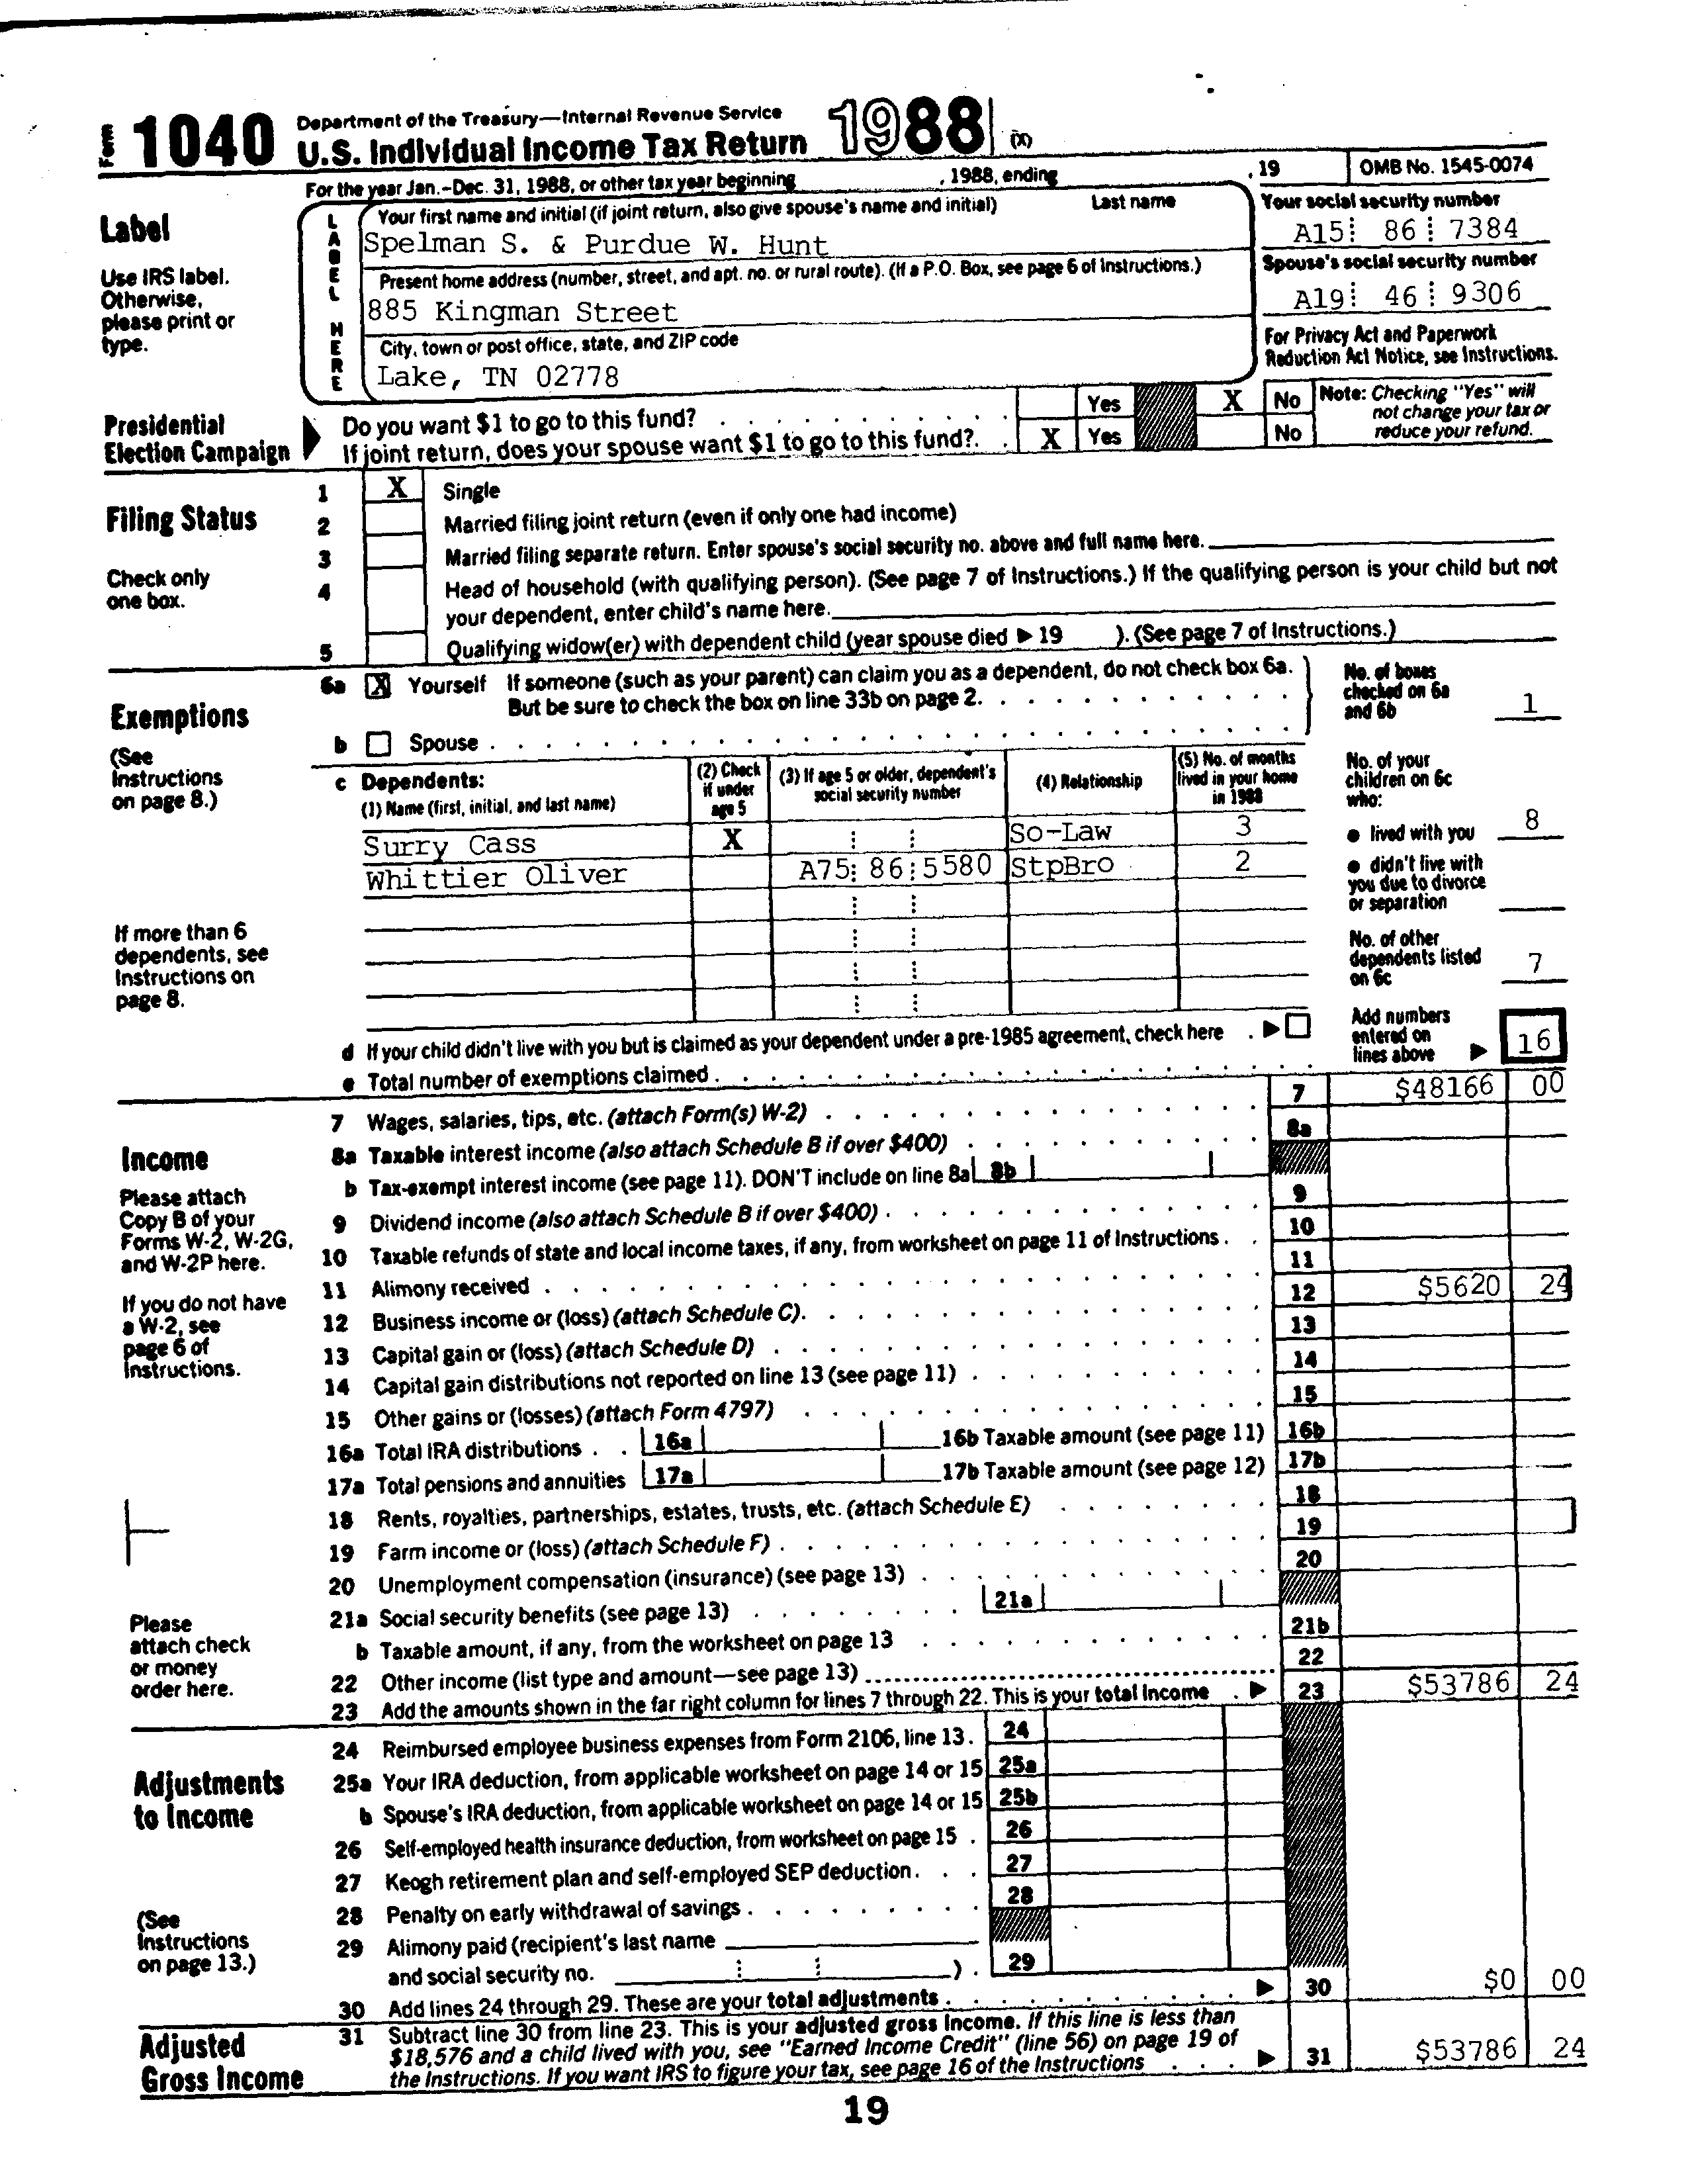 Form 1040 Department of the Treasury—Internal Revenue Service
U.S. Individual Income Tax Return 1988 (X)
For the year Jan.-Dec. 31, 1988, or other tax year beginning , 1988, ending , 19 OMB No. 1545-0074
Label
Use IRS label.
Otherwise,
please print or
type.
LABEL HERE
Your first name and initial (if joint return, also give spouse's name and initial) Last name
Spelman S. & Purdue W. Hunt
Present home address (number, street, and apt. no. or rural route). (If a P.O. Box, see page 6 of Instructions.)
885 Kingman Street
City, town or post office, state, and ZIP code
Lake, TN 02778
Your social security number
A15 86 7384
Spouse's social security number
A19 46 9306
For Privacy Act and Paperwork
Reduction Act Notice, see Instructions.
Presidential
Election Campaign
Do you want $1 to go to this fund? Yes X No
If joint return, does your spouse want $1 to go to this fund?. X Yes No
Note: Checking "Yes" will
not change your tax or
reduce your refund.
Filing Status
Check only
one box.
1 X Single
2 Married filing joint return (even if only one had income)
3 Married filing separate return. Enter spouse's social security no. above and full name here.
4 Head of household (with qualifying person). (See page 7 of Instructions.) If the qualifying person is your child but not
your dependent, enter child's name here.
5 Qualifying widow(er) with dependent child (year spouse died ▶ 19 ). (See page 7 of Instructions.)
Exemptions
(See
Instructions
on page 8.)
If more than 6
dependents, see
Instructions on
page 8.
6a X Yourself If someone (such as your parent) can claim you as a dependent, do not check box 6a.
But be sure to check the box on line 33b on page 2.
b Spouse
No. of boxes
checked on 6a
and 6b 1
c Dependents:
(1) Name (first, initial, and last name)
(2) Check
if under
age 5
(3) If age 5 or older, dependent's
social security number
(4) Relationship
(5) No. of months
lived in your home
in 1988
Surry Cass X So-Law 3
Whittier Oliver A75 86 5580 StpBro 2
No. of your
children on 6c
who:
● lived with you 8
● didn't live with
you due to divorce
or separation
No. of other
dependents listed
on 6c 7
Add numbers
entered on
lines above ▶ 16
d If your child didn't live with you but is claimed as your dependent under a pre-1985 agreement, check here . ▶
e Total number of exemptions claimed
Income
Please attach
Copy B of your
Forms W-2, W-2G,
and W-2P here.
If you do not have
a W-2, see
page 6 of
Instructions.
Please
attach check
or money
order here.
7 Wages, salaries, tips, etc. (attach Form(s) W-2) 7 $48166 00
8a Taxable interest income (also attach Schedule B if over $400) 8a
b Tax-exempt interest income (see page 11). DON'T include on line 8a 8b
9 Dividend income (also attach Schedule B if over $400) 9
10 Taxable refunds of state and local income taxes, if any, from worksheet on page 11 of Instructions 10
11 Alimony received 11
12 Business income or (loss) (attach Schedule C). 12 $5620 24
13 Capital gain or (loss) (attach Schedule D) 13
14 Capital gain distributions not reported on line 13 (see page 11) 14
15 Other gains or (losses) (attach Form 4797) 15
16a Total IRA distributions 16a 16b Taxable amount (see page 11) 16b
17a Total pensions and annuities 17a 17b Taxable amount (see page 12) 17b
18 Rents, royalties, partnerships, estates, trusts, etc. (attach Schedule E) 18
19 Farm income or (loss) (attach Schedule F) 19
20 Unemployment compensation (insurance) (see page 13) 20
21a Social security benefits (see page 13) 21a
b Taxable amount, if any, from the worksheet on page 13 21b
22 Other income (list type and amount—see page 13) 22
23 Add the amounts shown in the far right column for lines 7 through 22. This is your total income ▶ 23 $53786 24
Adjustments
to Income
(See
Instructions
on page 13.)
24 Reimbursed employee business expenses from Form 2106, line 13. 24
25a Your IRA deduction, from applicable worksheet on page 14 or 15 25a
b Spouse's IRA deduction, from applicable worksheet on page 14 or 15 25b
26 Self-employed health insurance deduction, from worksheet on page 15 26
27 Keogh retirement plan and self-employed SEP deduction. 27
28 Penalty on early withdrawal of savings 28
29 Alimony paid (recipient's last name
and social security no. ) . 29
30 Add lines 24 through 29. These are your total adjustments ▶ 30 $0 00
Adjusted
Gross Income
31 Subtract line 30 from line 23. This is your adjusted gross income. If this line is less than
$18,576 and a child lived with you, see "Earned Income Credit" (line 56) on page 19 of
the Instructions. If you want IRS to figure your tax, see page 16 of the Instructions ▶ 31 $53786 24
19